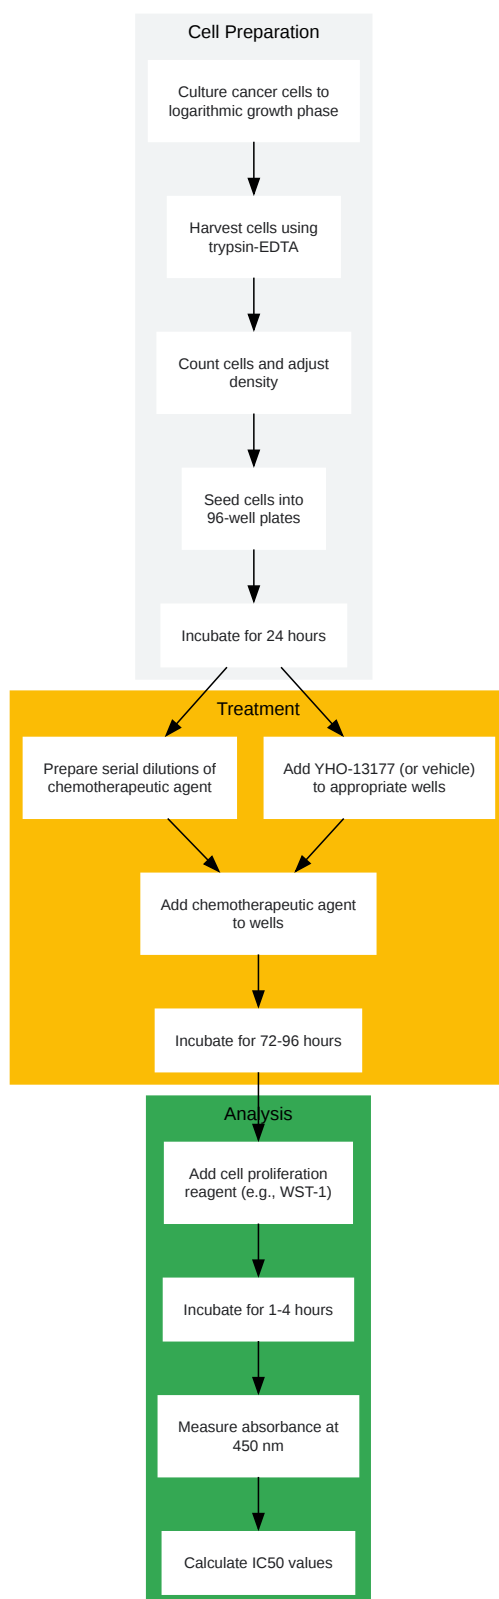 Cell Preparation
Culture cancer cells to
logarithmic growth phase
Harvest cells using
trypsin-EDTA
Count cells and adjust
density
Seed cells into
96-well plates
Incubate for 24 hours
Treatment
Prepare serial dilutions of
chemotherapeutic agent
Add YHO-13177 (or vehicle)
to appropriate wells
Add chemotherapeutic agent
to wells
Incubate for 72-96 hours
Analysis
Add cell proliferation
reagent (e.g., WST-1)
Incubate for 1-4 hours
Measure absorbance at
450 nm
Calculate IC50 values